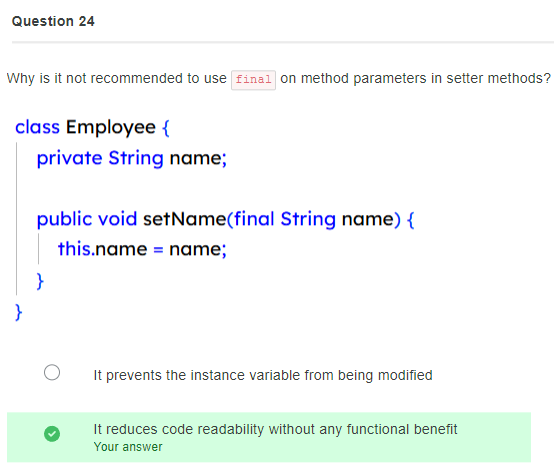 Question 24
Why is it not recommended to use final on method parameters in setter methods?
class Employee {
private String name;
public void setName(final String name) {
this.name = name;
}
}
It prevents the instance variable from being modified
It reduces code readability without any functional benefit
Your answer